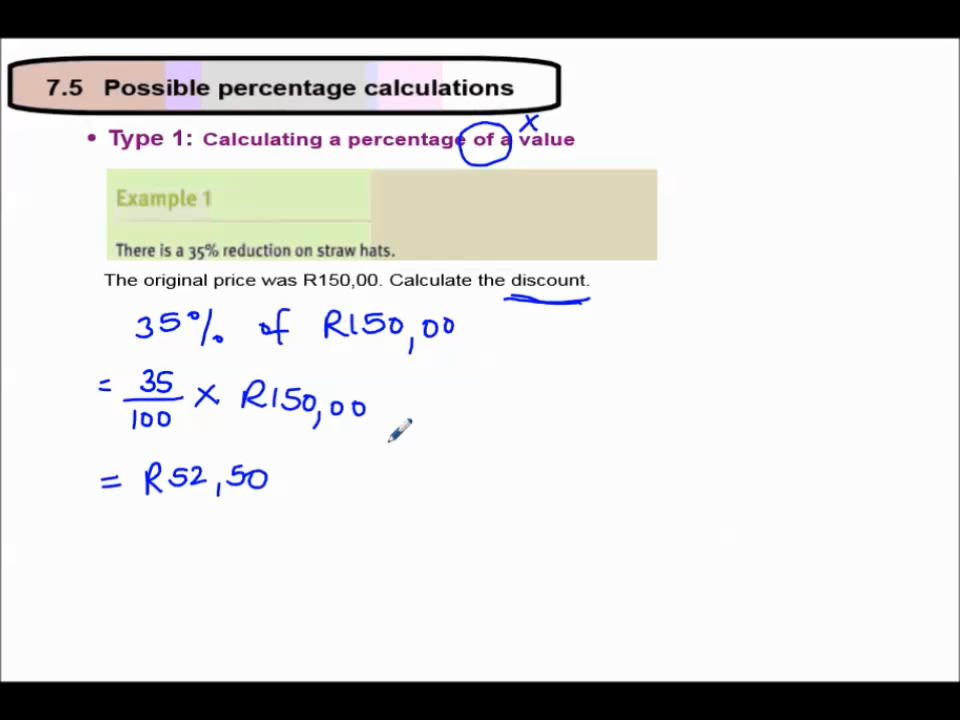 7.5 Possible percentage calculations
x
• Type 1: Calculating a percentage of a value
Example 1
There is a 35% reduction on straw hats.
The original price was R150,00. Calculate the discount.
35% of R150,00
= 35/100 × R150,00
= R52,50